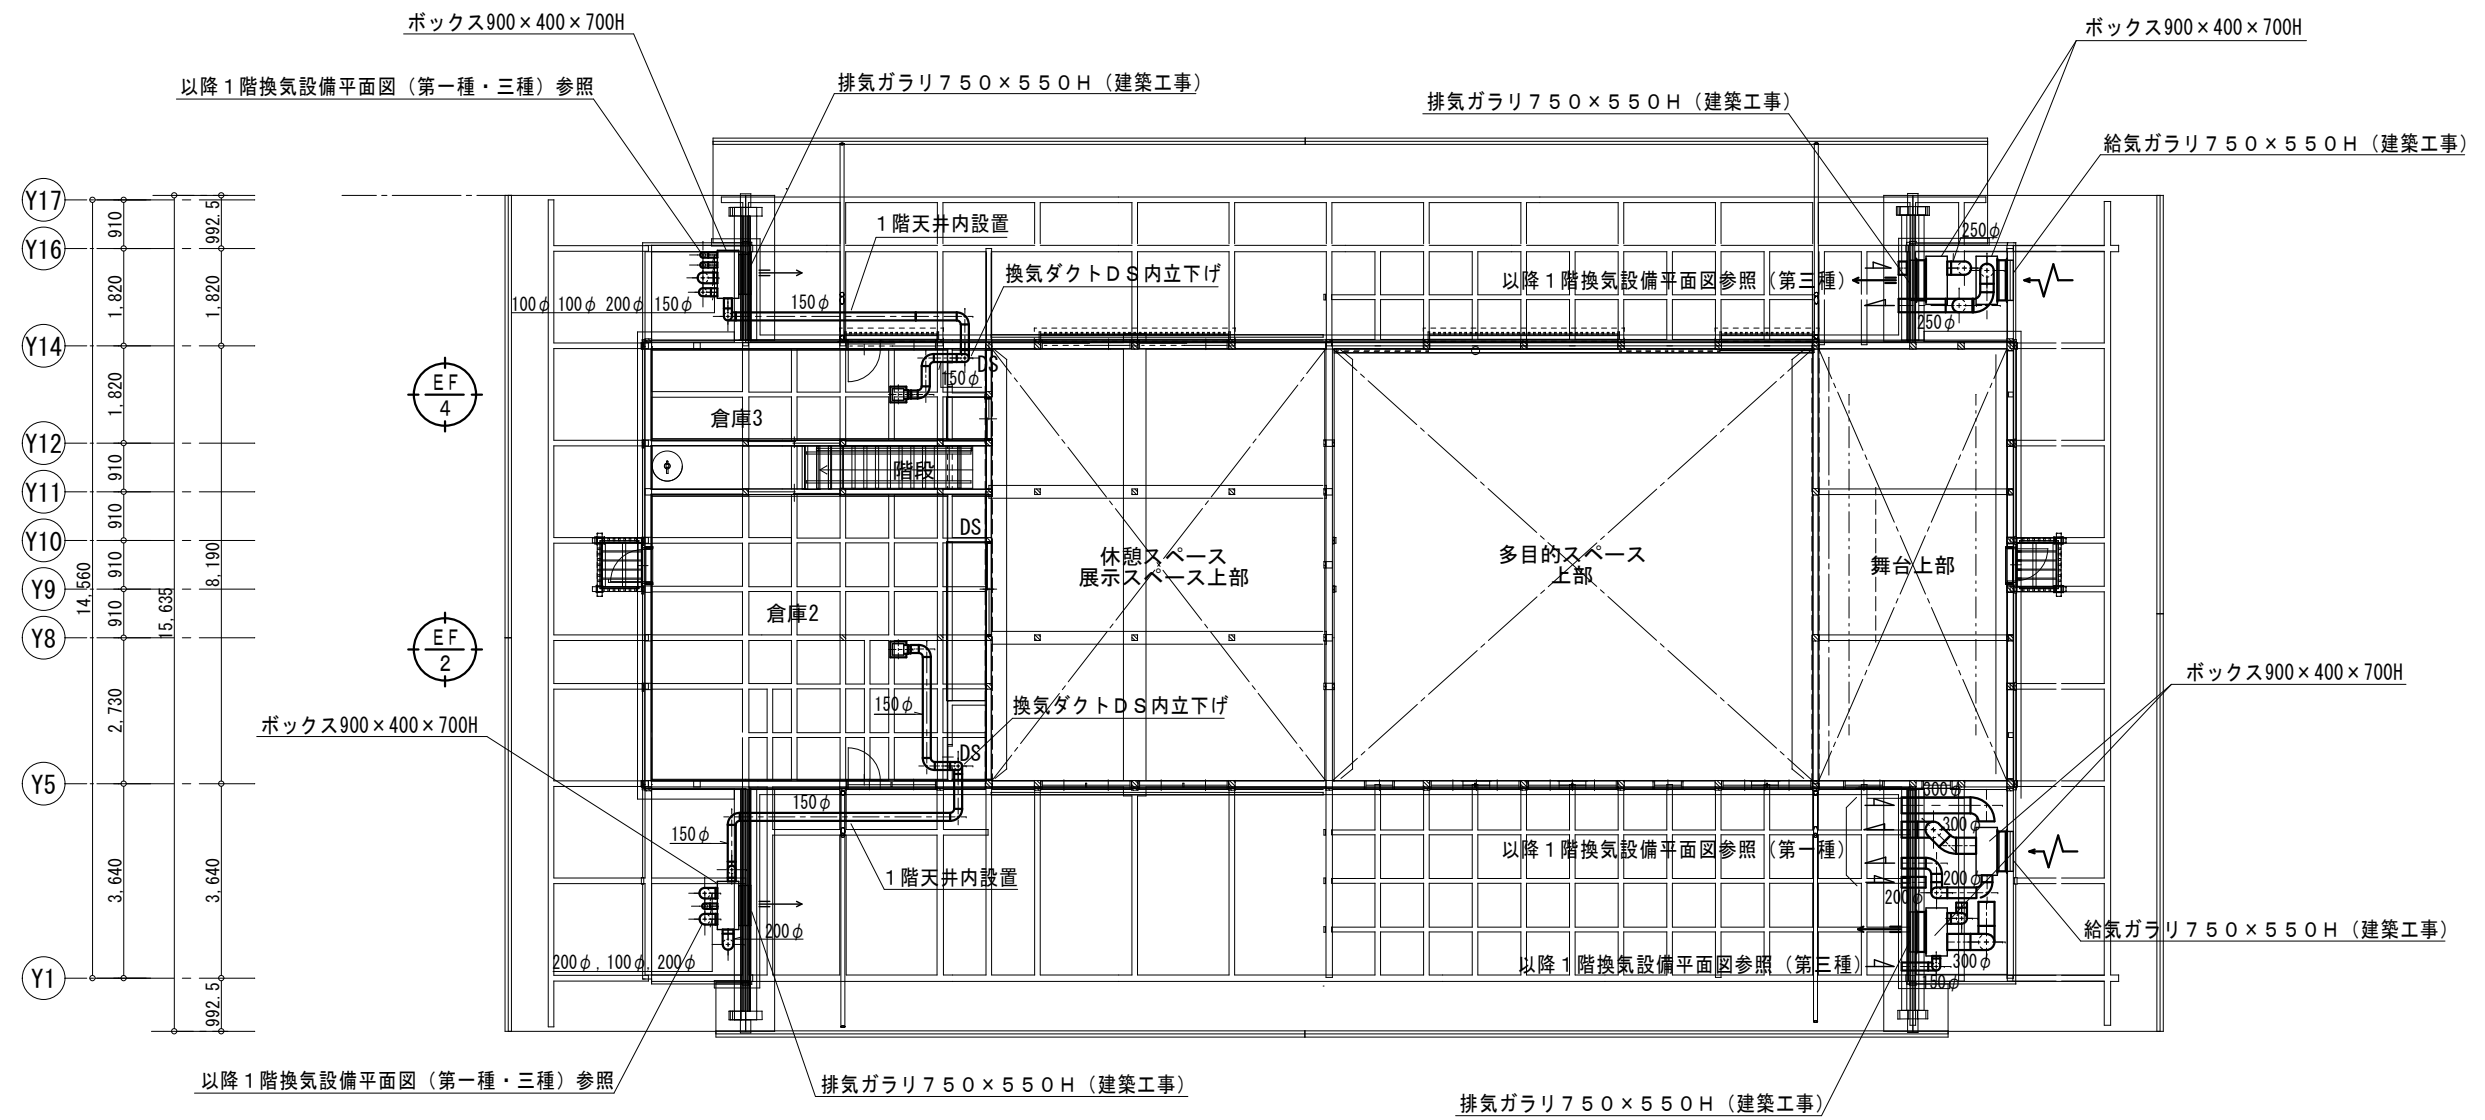 ボックス900×400×700H
ボックス900×400×700H
以降１階換気設備平面図（第一種・三種）参照
排気ガラリ７５０×５５０Ｈ（建築工事）
排気ガラリ７５０×５５０Ｈ（建築工事）
給気ガラリ７５０×５５０Ｈ（建築工事）
Y17
Y16
Y14
Y12
Y11
Y10
Y9
Y8
Y5
Y1
910
1,820
1,820
910
910
910
910
2,730
3,640
14,560
15,635
992.5
1,820
8,190
3,640
992.5
１階天井内設置
換気ダクトＤＳ内立下げ
100φ 100φ 200φ 150φ
150φ
DS
150φ
250φ
以降１階換気設備平面図参照（第三種）
250φ
EF
4
倉庫3
階段
DS
休憩スペース
展示スペース上部
多目的スペース
上部
舞台上部
倉庫2
EF
2
150φ
換気ダクトＤＳ内立下げ
DS
ボックス900×400×700H
ボックス900×400×700H
150φ
150φ
１階天井内設置
300φ
300φ
以降１階換気設備平面図参照（第一種）
200φ
200φ
200φ
200φ, 100φ, 200φ
給気ガラリ７５０×５５０Ｈ（建築工事）
以降１階換気設備平面図参照（第三種）
300φ
150φ
以降１階換気設備平面図（第一種・三種）参照
排気ガラリ７５０×５５０Ｈ（建築工事）
排気ガラリ７５０×５５０Ｈ（建築工事）